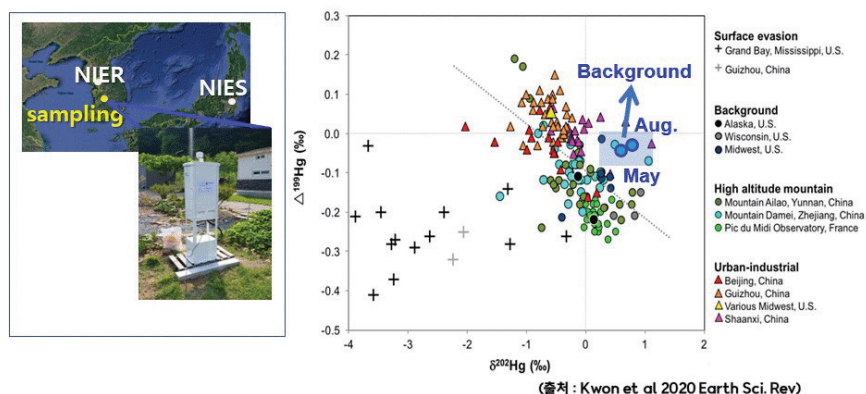 NIER
NIES
sampling
△¹⁹⁹Hg (‰)
0.3
0.2
0.1
0.0
-0.1
-0.2
-0.3
-0.4
-0.5
-4
-3
-2
-1
0
1
2
δ²⁰²Hg (‰)
Background
Aug.
May
Surface evasion
Grand Bay, Mississippi, U.S.
Guizhou, China
Background
Alaska, U.S.
Wisconsin, U.S.
Midwest, U.S.
High altitude mountain
Mountain Ailao, Yunnan, China
Mountain Damei, Zhejiang, China
Pic du Midi Observatory, France
Urban-industrial
Beijing, China
Guizhou, China
Various Midwest, U.S.
Shaanxi, China
(출처 : Kwon et al 2020 Earth Sci. Rev)